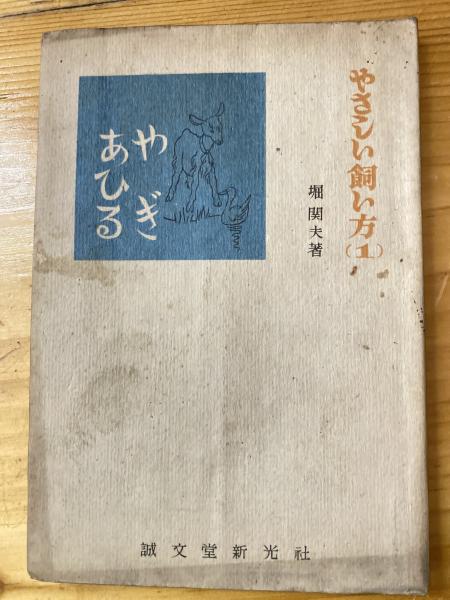 やさしい飼い方(1)
堀関夫著
やぎ
あひる
誠文堂新光社